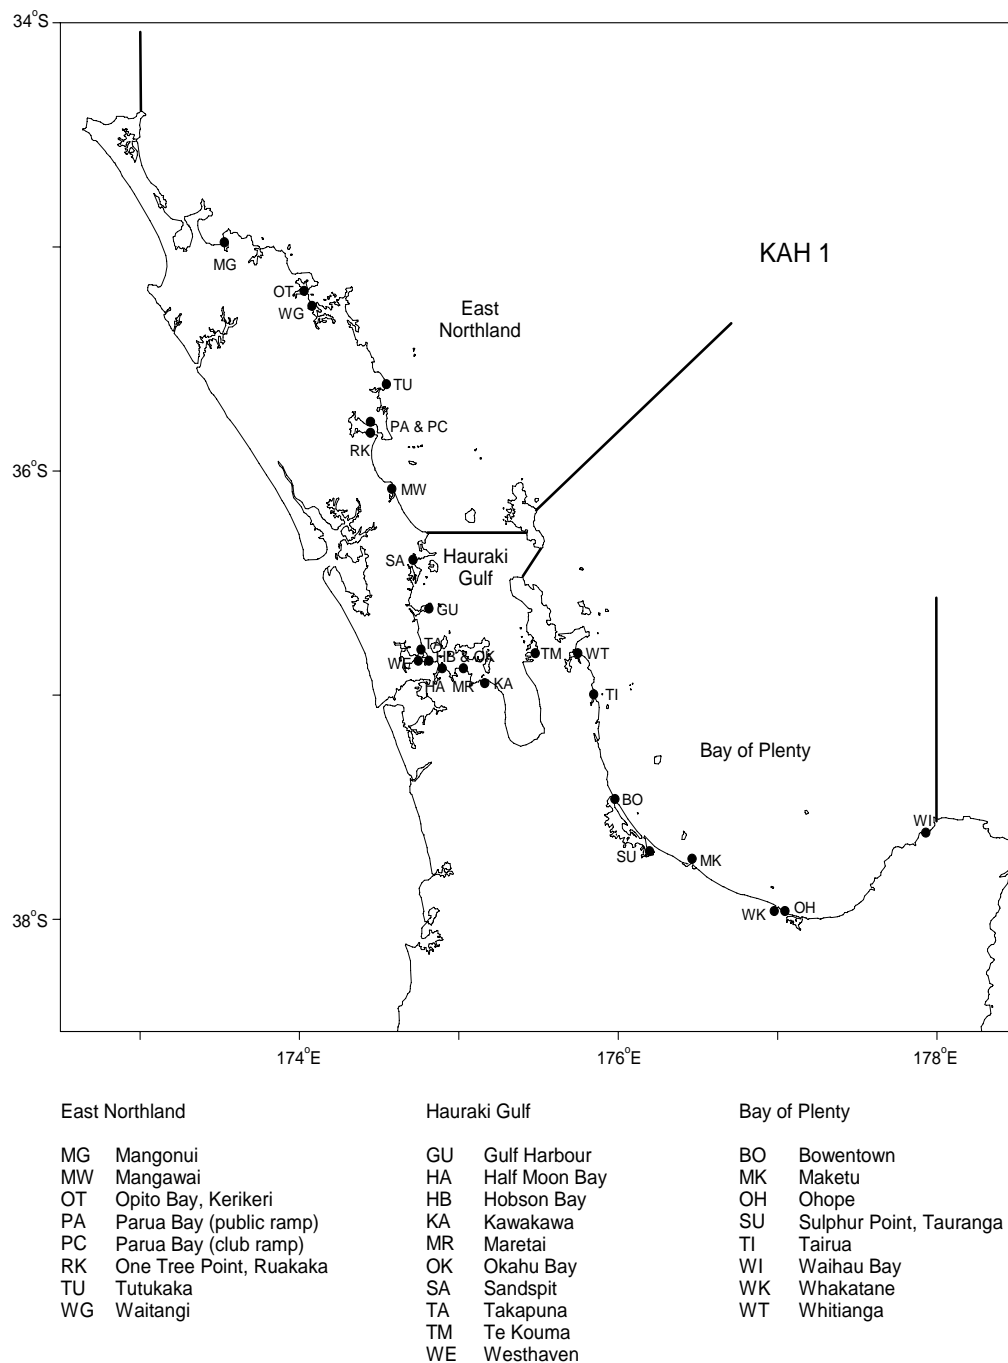 34°S
KAH 1
MG
OT
WG
East
Northland
TU
PA & PC
RK
36°S
MW
SA
Hauraki
Gulf
GU
TA
WE
HB & OK
TM
WT
HA
MR
KA
TI
Bay of Plenty
BO
WI
SU
MK
38°S
WK
OH
174°E
176°E
178°E
East Northland
MG Mangonui
MW Mangawai
OT Opito Bay, Kerikeri
PA Parua Bay (public ramp)
PC Parua Bay (club ramp)
RK One Tree Point, Ruakaka
TU Tutukaka
WG Waitangi
Hauraki Gulf
GU Gulf Harbour
HA Half Moon Bay
HB Hobson Bay
KA Kawakawa
MR Maretai
OK Okahu Bay
SA Sandspit
TA Takapuna
TM Te Kouma
WE Westhaven
Bay of Plenty
BO Bowentown
MK Maketu
OH Ohope
SU Sulphur Point, Tauranga
TI Tairua
WI Waihau Bay
WK Whakatane
WT Whitianga